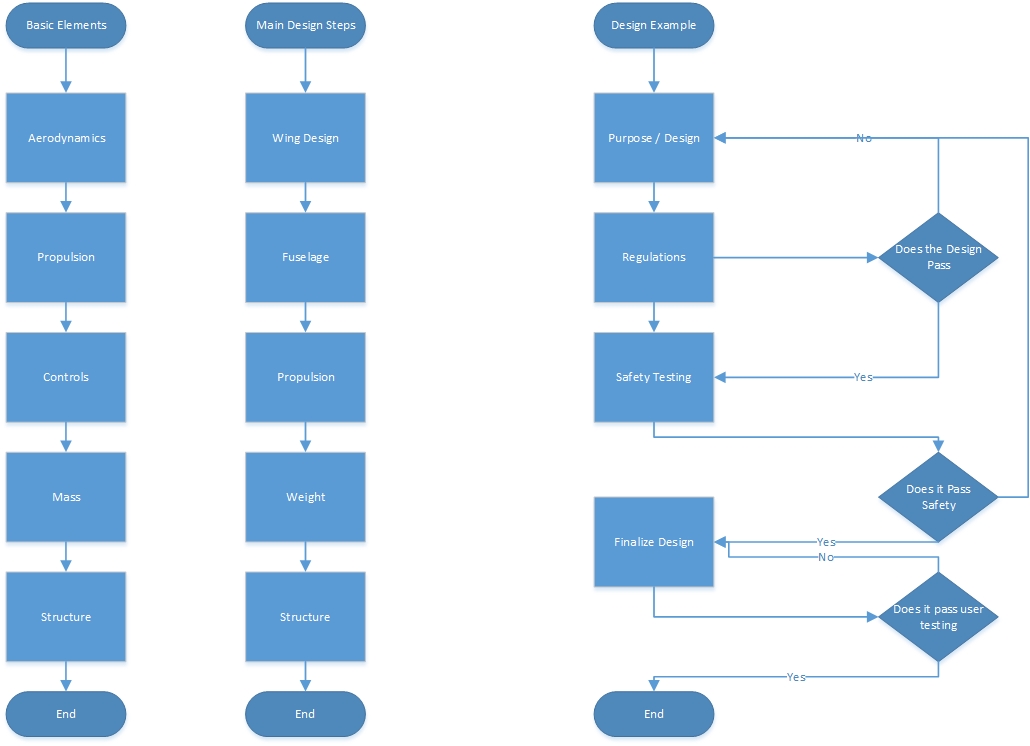 Basic Elements
Aerodynamics
Propulsion
Controls
Mass
Structure
End
Main Design Steps
Wing Design
Fuselage
Propulsion
Weight
Structure
End
Design Example
Purpose / Design
No
Regulations
Does the Design
Pass
Safety Testing
Yes
Does it Pass
Safety
Finalize Design
Yes
No
Does it pass user
testing
Yes
End